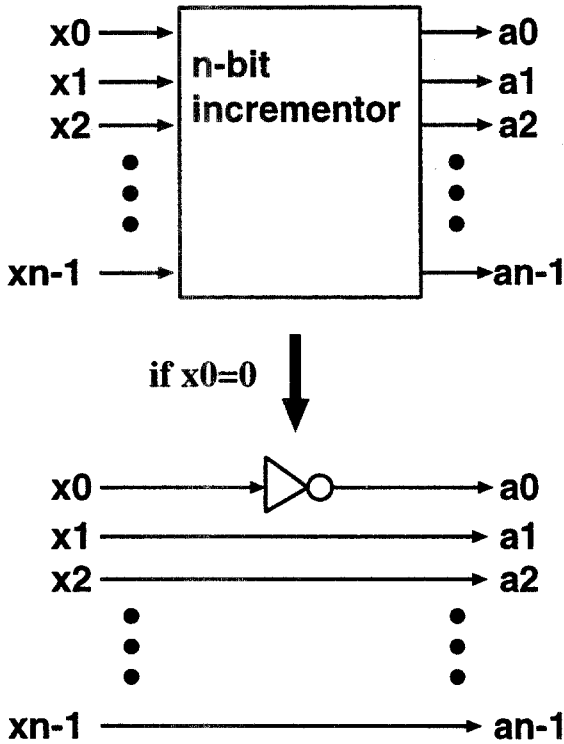 x0 a0
n-bit
x1 a1
incrementor
x2 a2
xn-1 an-1
if x0=0
x0 a0
x1 a1
x2 a2
xn-1 an-1